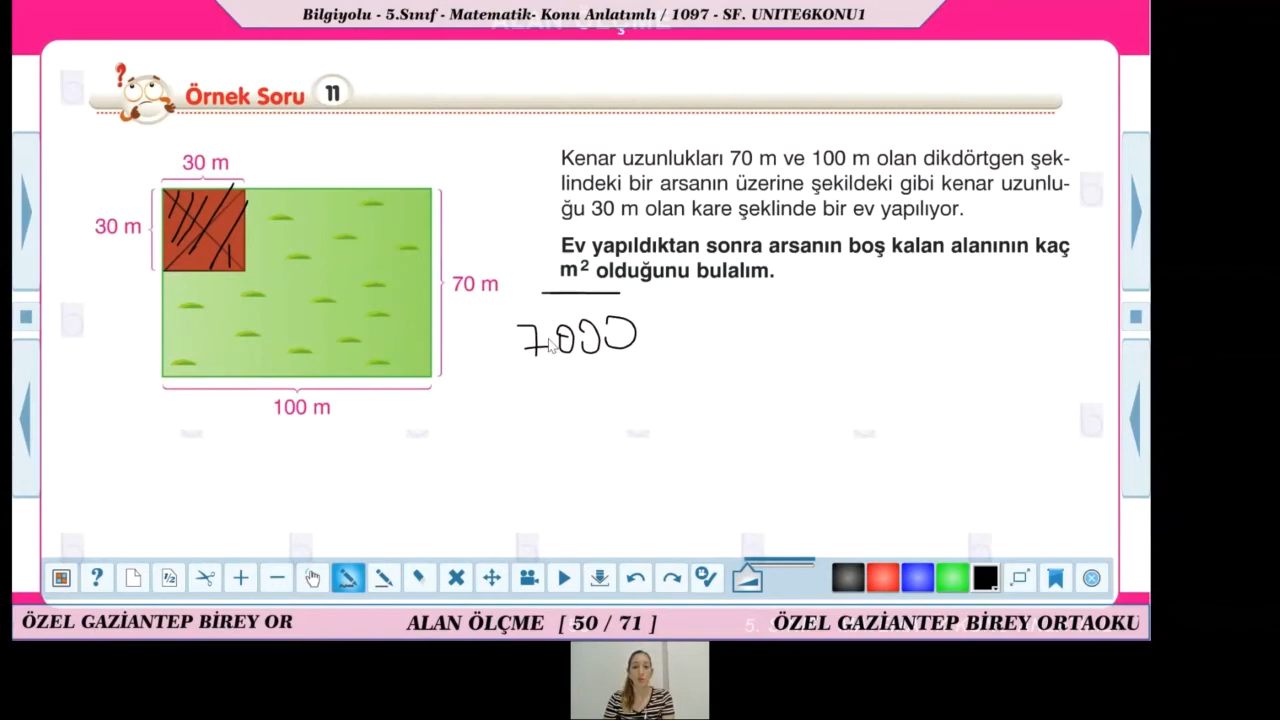 Bilgiyolu - 5.Sınıf - Matematik- Konu Anlatımlı / 1097 - SF. UNITE6KONU1
ALAN ÖLÇME
Örnek Soru 11
30 m
30 m
70 m
100 m
Kenar uzunlukları 70 m ve 100 m olan dikdörtgen şek-
lindeki bir arsanın üzerine şekildeki gibi kenar uzunlu-
ğu 30 m olan kare şeklinde bir ev yapılıyor.
Ev yapıldıktan sonra arsanın boş kalan alanının kaç
m² olduğunu bulalım.
7000
ÖZEL GAZİANTEP BİREY OR
ALAN ÖLÇME [ 50 / 71 ]
ÖZEL GAZİANTEP BİREY ORTAOKU